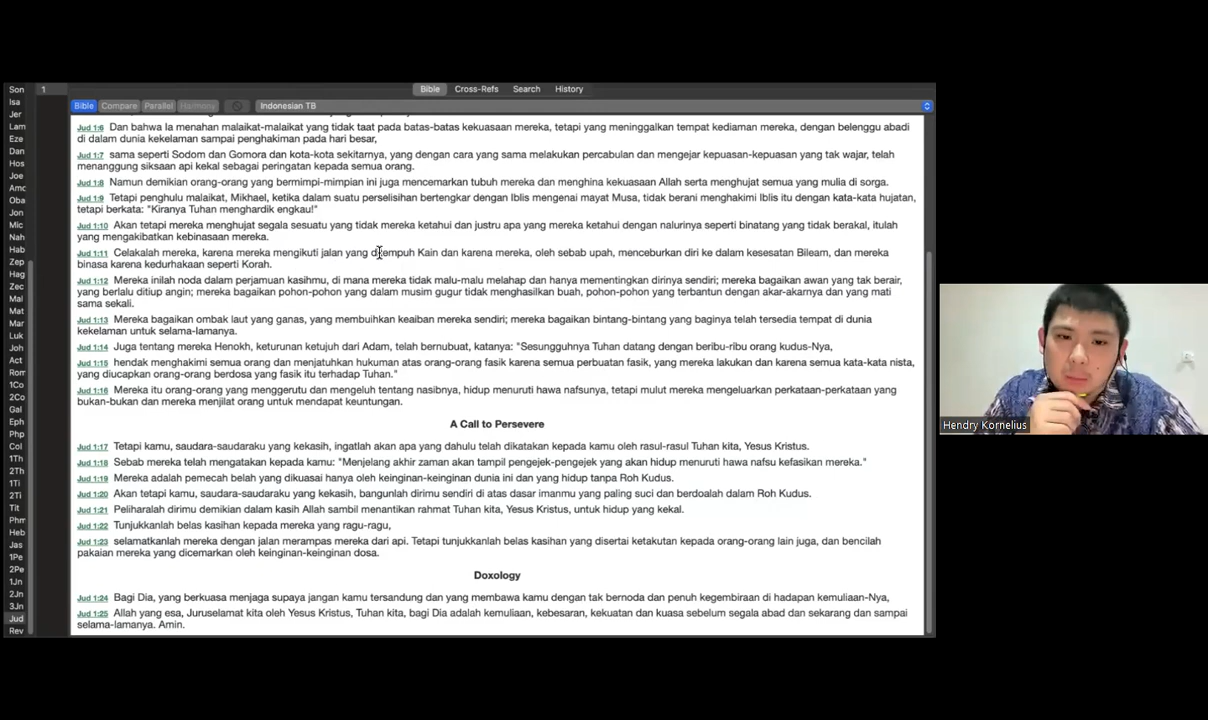 Bible Cross-Refs Search History
Bible Compare Parallel Harmony Indonesian TB
1
Son
Isa
Jer
Lam
Eze
Dan
Hos
Joe
Amo
Oba
Jon
Mic
Nah
Hab
Zep
Hag
Zec
Mal
Mat
Mar
Luk
Joh
Act
Rom
1Co
2Co
Gal
Eph
Php
Col
1Th
2Th
1Ti
2Ti
Tit
Phm
Heb
Jas
1Pe
2Pe
1Jn
2Jn
3Jn
Jud
Rev
Jud 1:6 Dan bahwa Ia menahan malaikat-malaikat yang tidak taat pada batas-batas kekuasaan mereka, tetapi yang meninggalkan tempat kediaman mereka, dengan belenggu abadi
di dalam dunia kekelaman sampai penghakiman pada hari besar,
Jud 1:7 sama seperti Sodom dan Gomora dan kota-kota sekitarnya, yang dengan cara yang sama melakukan percabulan dan mengejar kepuasan-kepuasan yang tak wajar, telah
menanggung siksaan api kekal sebagai peringatan kepada semua orang.
Jud 1:8 Namun demikian orang-orang yang bermimpi-mimpian ini juga mencemarkan tubuh mereka dan menghina kekuasaan Allah serta menghujat semua yang mulia di sorga.
Jud 1:9 Tetapi penghulu malaikat, Mikhael, ketika dalam suatu perselisihan bertengkar dengan Iblis mengenai mayat Musa, tidak berani menghakimi Iblis itu dengan kata-kata hujatan,
tetapi berkata: "Kiranya Tuhan menghardik engkau!"
Jud 1:10 Akan tetapi mereka menghujat segala sesuatu yang tidak mereka ketahui dan justru apa yang mereka ketahui dengan nalurinya seperti binatang yang tidak berakal, itulah
yang mengakibatkan kebinasaan mereka.
Jud 1:11 Celakalah mereka, karena mereka mengikuti jalan yang ditempuh Kain dan karena mereka, oleh sebab upah, menceburkan diri ke dalam kesesatan Bileam, dan mereka
binasa karena kedurhakaan seperti Korah.
Jud 1:12 Mereka inilah noda dalam perjamuan kasihmu, di mana mereka tidak malu-malu melahap dan hanya mementingkan dirinya sendiri; mereka bagaikan awan yang tak berair,
yang berlalu ditiup angin; mereka bagaikan pohon-pohon yang dalam musim gugur tidak menghasilkan buah, pohon-pohon yang terbantun dengan akar-akarnya dan yang mati
sama sekali.
Jud 1:13 Mereka bagaikan ombak laut yang ganas, yang membuihkan keaiban mereka sendiri; mereka bagaikan bintang-bintang yang baginya telah tersedia tempat di dunia
kekelaman untuk selama-lamanya.
Jud 1:14 Juga tentang mereka Henokh, keturunan ketujuh dari Adam, telah bernubuat, katanya: "Sesungguhnya Tuhan datang dengan beribu-ribu orang kudus-Nya,
Jud 1:15 hendak menghakimi semua orang dan menjatuhkan hukuman atas orang-orang fasik karena semua perbuatan fasik, yang mereka lakukan dan karena semua kata-kata nista,
yang diucapkan orang-orang berdosa yang fasik itu terhadap Tuhan."
Jud 1:16 Mereka itu orang-orang yang menggerutu dan mengeluh tentang nasibnya, hidup menuruti hawa nafsunya, tetapi mulut mereka mengeluarkan perkataan-perkataan yang
bukan-bukan dan mereka menjilat orang untuk mendapat keuntungan.
A Call to Persevere
Jud 1:17 Tetapi kamu, saudara-saudaraku yang kekasih, ingatlah akan apa yang dahulu telah dikatakan kepada kamu oleh rasul-rasul Tuhan kita, Yesus Kristus.
Jud 1:18 Sebab mereka telah mengatakan kepada kamu: "Menjelang akhir zaman akan tampil pengejek-pengejek yang akan hidup menuruti hawa nafsu kefasikan mereka."
Jud 1:19 Mereka adalah pemecah belah yang dikuasai hanya oleh keinginan-keinginan dunia ini dan yang hidup tanpa Roh Kudus.
Jud 1:20 Akan tetapi kamu, saudara-saudaraku yang kekasih, bangunlah dirimu sendiri di atas dasar imanmu yang paling suci dan berdoalah dalam Roh Kudus.
Jud 1:21 Peliharalah dirimu demikian dalam kasih Allah sambil menantikan rahmat Tuhan kita, Yesus Kristus, untuk hidup yang kekal.
Jud 1:22 Tunjukkanlah belas kasihan kepada mereka yang ragu-ragu,
Jud 1:23 selamatkanlah mereka dengan jalan merampas mereka dari api. Tetapi tunjukkanlah belas kasihan yang disertai ketakutan kepada orang-orang lain juga, dan bencilah
pakaian mereka yang dicemarkan oleh keinginan-keinginan dosa.
Doxology
Jud 1:24 Bagi Dia, yang berkuasa menjaga supaya jangan kamu tersandung dan yang membawa kamu dengan tak bernoda dan penuh kegembiraan di hadapan kemuliaan-Nya,
Jud 1:25 Allah yang esa, Juruselamat kita oleh Yesus Kristus, Tuhan kita, bagi Dia adalah kemuliaan, kebesaran, kekuatan dan kuasa sebelum segala abad dan sekarang dan sampai
selama-lamanya. Amin.
Hendry Kornelius